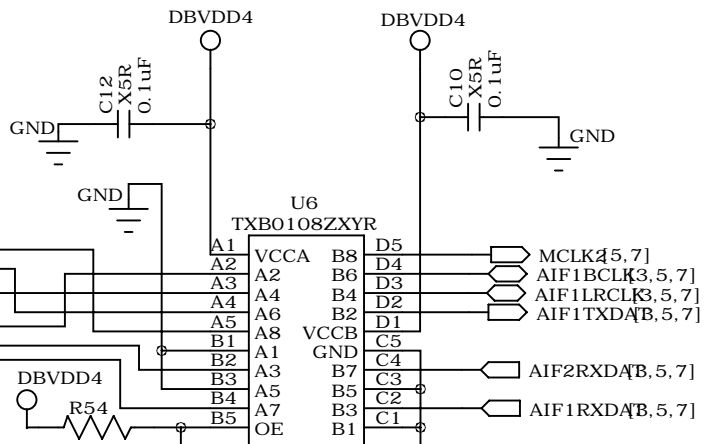 DBVDD4
DBVDD4
C12
X5R
0.1uF
C10
X5R
0.1uF
GND
GND
GND
U6
TXB0108ZXYR
A1 VCCA B8 D5 MCLK2[5,7]
A2 A2 B6 D4 AIF1BCLK[3,5,7]
A3 A4 B4 D3 AIF1LRCLK[3,5,7]
A4 A6 B2 D2 AIF1TXDAT[3,5,7]
A5 A8 VCCB D1
B1 A1 GND C5
B2 A3 B7 C4 AIF2RXDAT[3,5,7]
B3 A5 B5 C3
B4 A7 B3 C2 AIF1RXDAT[3,5,7]
B5 OE B1 C1
DBVDD4
R54